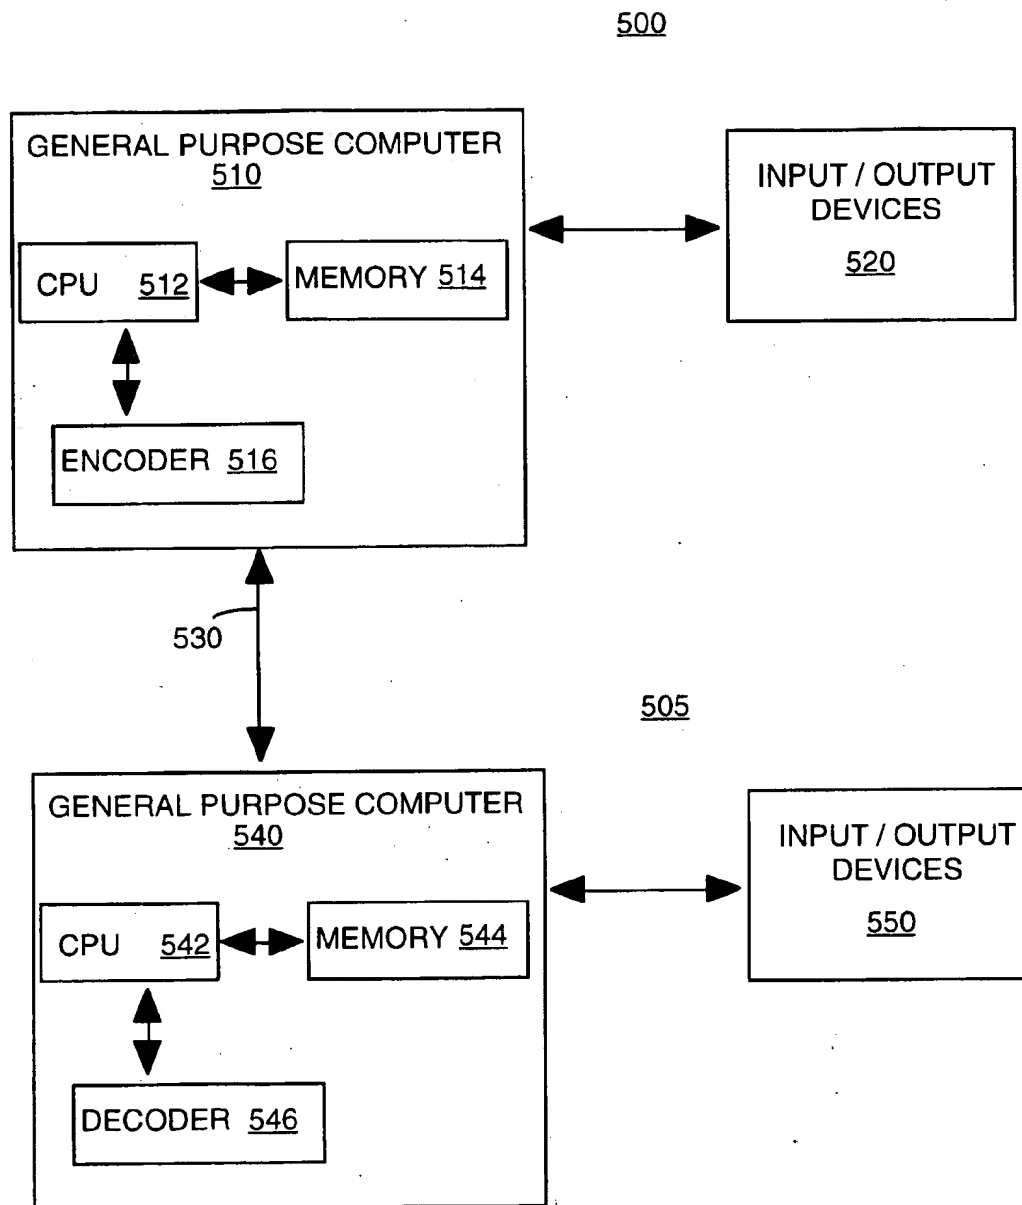 500
GENERAL PURPOSE COMPUTER
510
INPUT / OUTPUT
DEVICES
520
CPU 512
MEMORY 514
ENCODER 516
530
505
GENERAL PURPOSE COMPUTER
540
INPUT / OUTPUT
DEVICES
550
CPU 542
MEMORY 544
DECODER 546